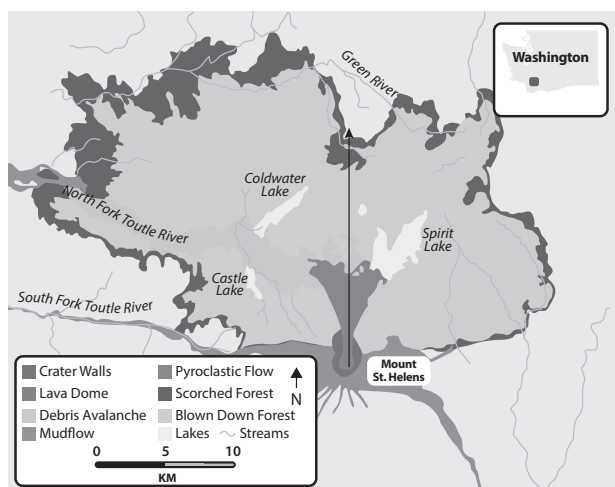 Washington
Green River
Coldwater
Lake
North Fork Toutle River
Spirit
Lake
Castle
Lake
South Fork Toutle River
Mount
St. Helens
Crater Walls
Lava Dome
Debris Avalanche
Mudflow
Pyroclastic Flow
Scorched Forest
Blown Down Forest
Lakes Streams
N
0 5 10
KM